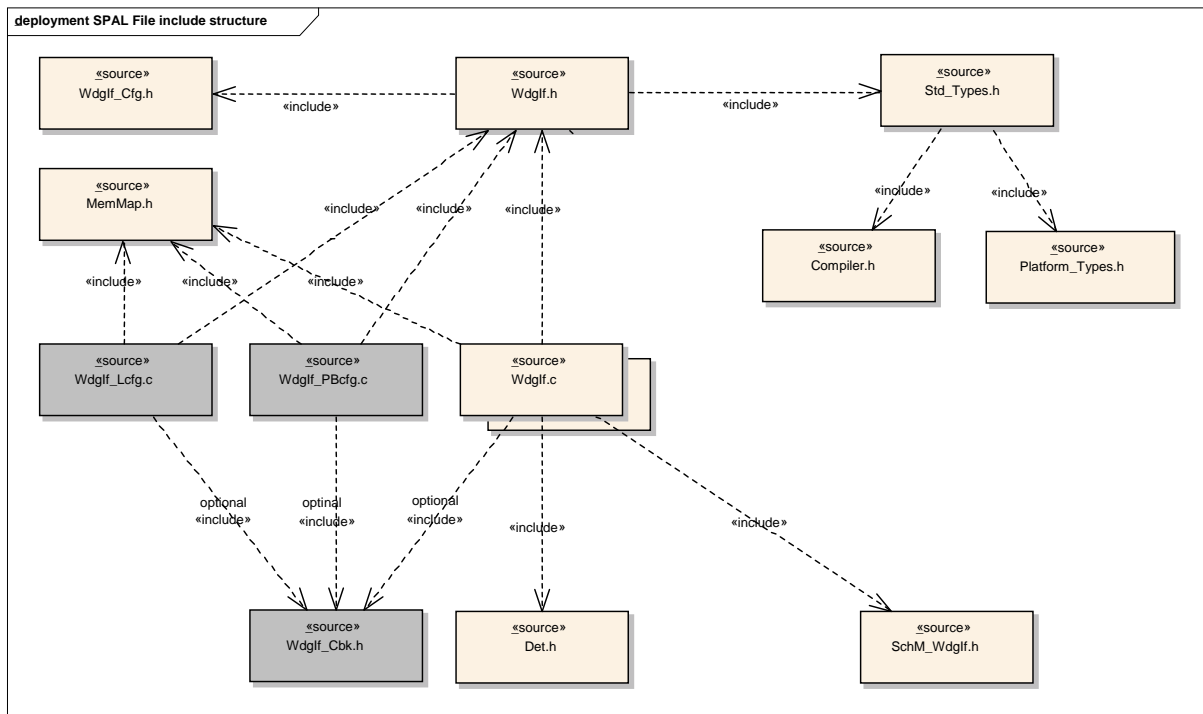 deployment SPAL File include structure
«source»
WdgIf_Cfg.h
«include»
«source»
WdgIf.h
«include»
«source»
Std_Types.h
«source»
MemMap.h
«include»
«include»
«include»
«include»
«include»
«source»
Compiler.h
«source»
Platform_Types.h
«include»
«include»
«include»
«source»
WdgIf_Lcfg.c
«source»
WdgIf_PBcfg.c
«source»
WdgIf.c
optional
«include»
optinal
«include»
optional
«include»
«include»
«include»
«source»
WdgIf_Cbk.h
«source»
Det.h
«source»
SchM_WdgIf.h